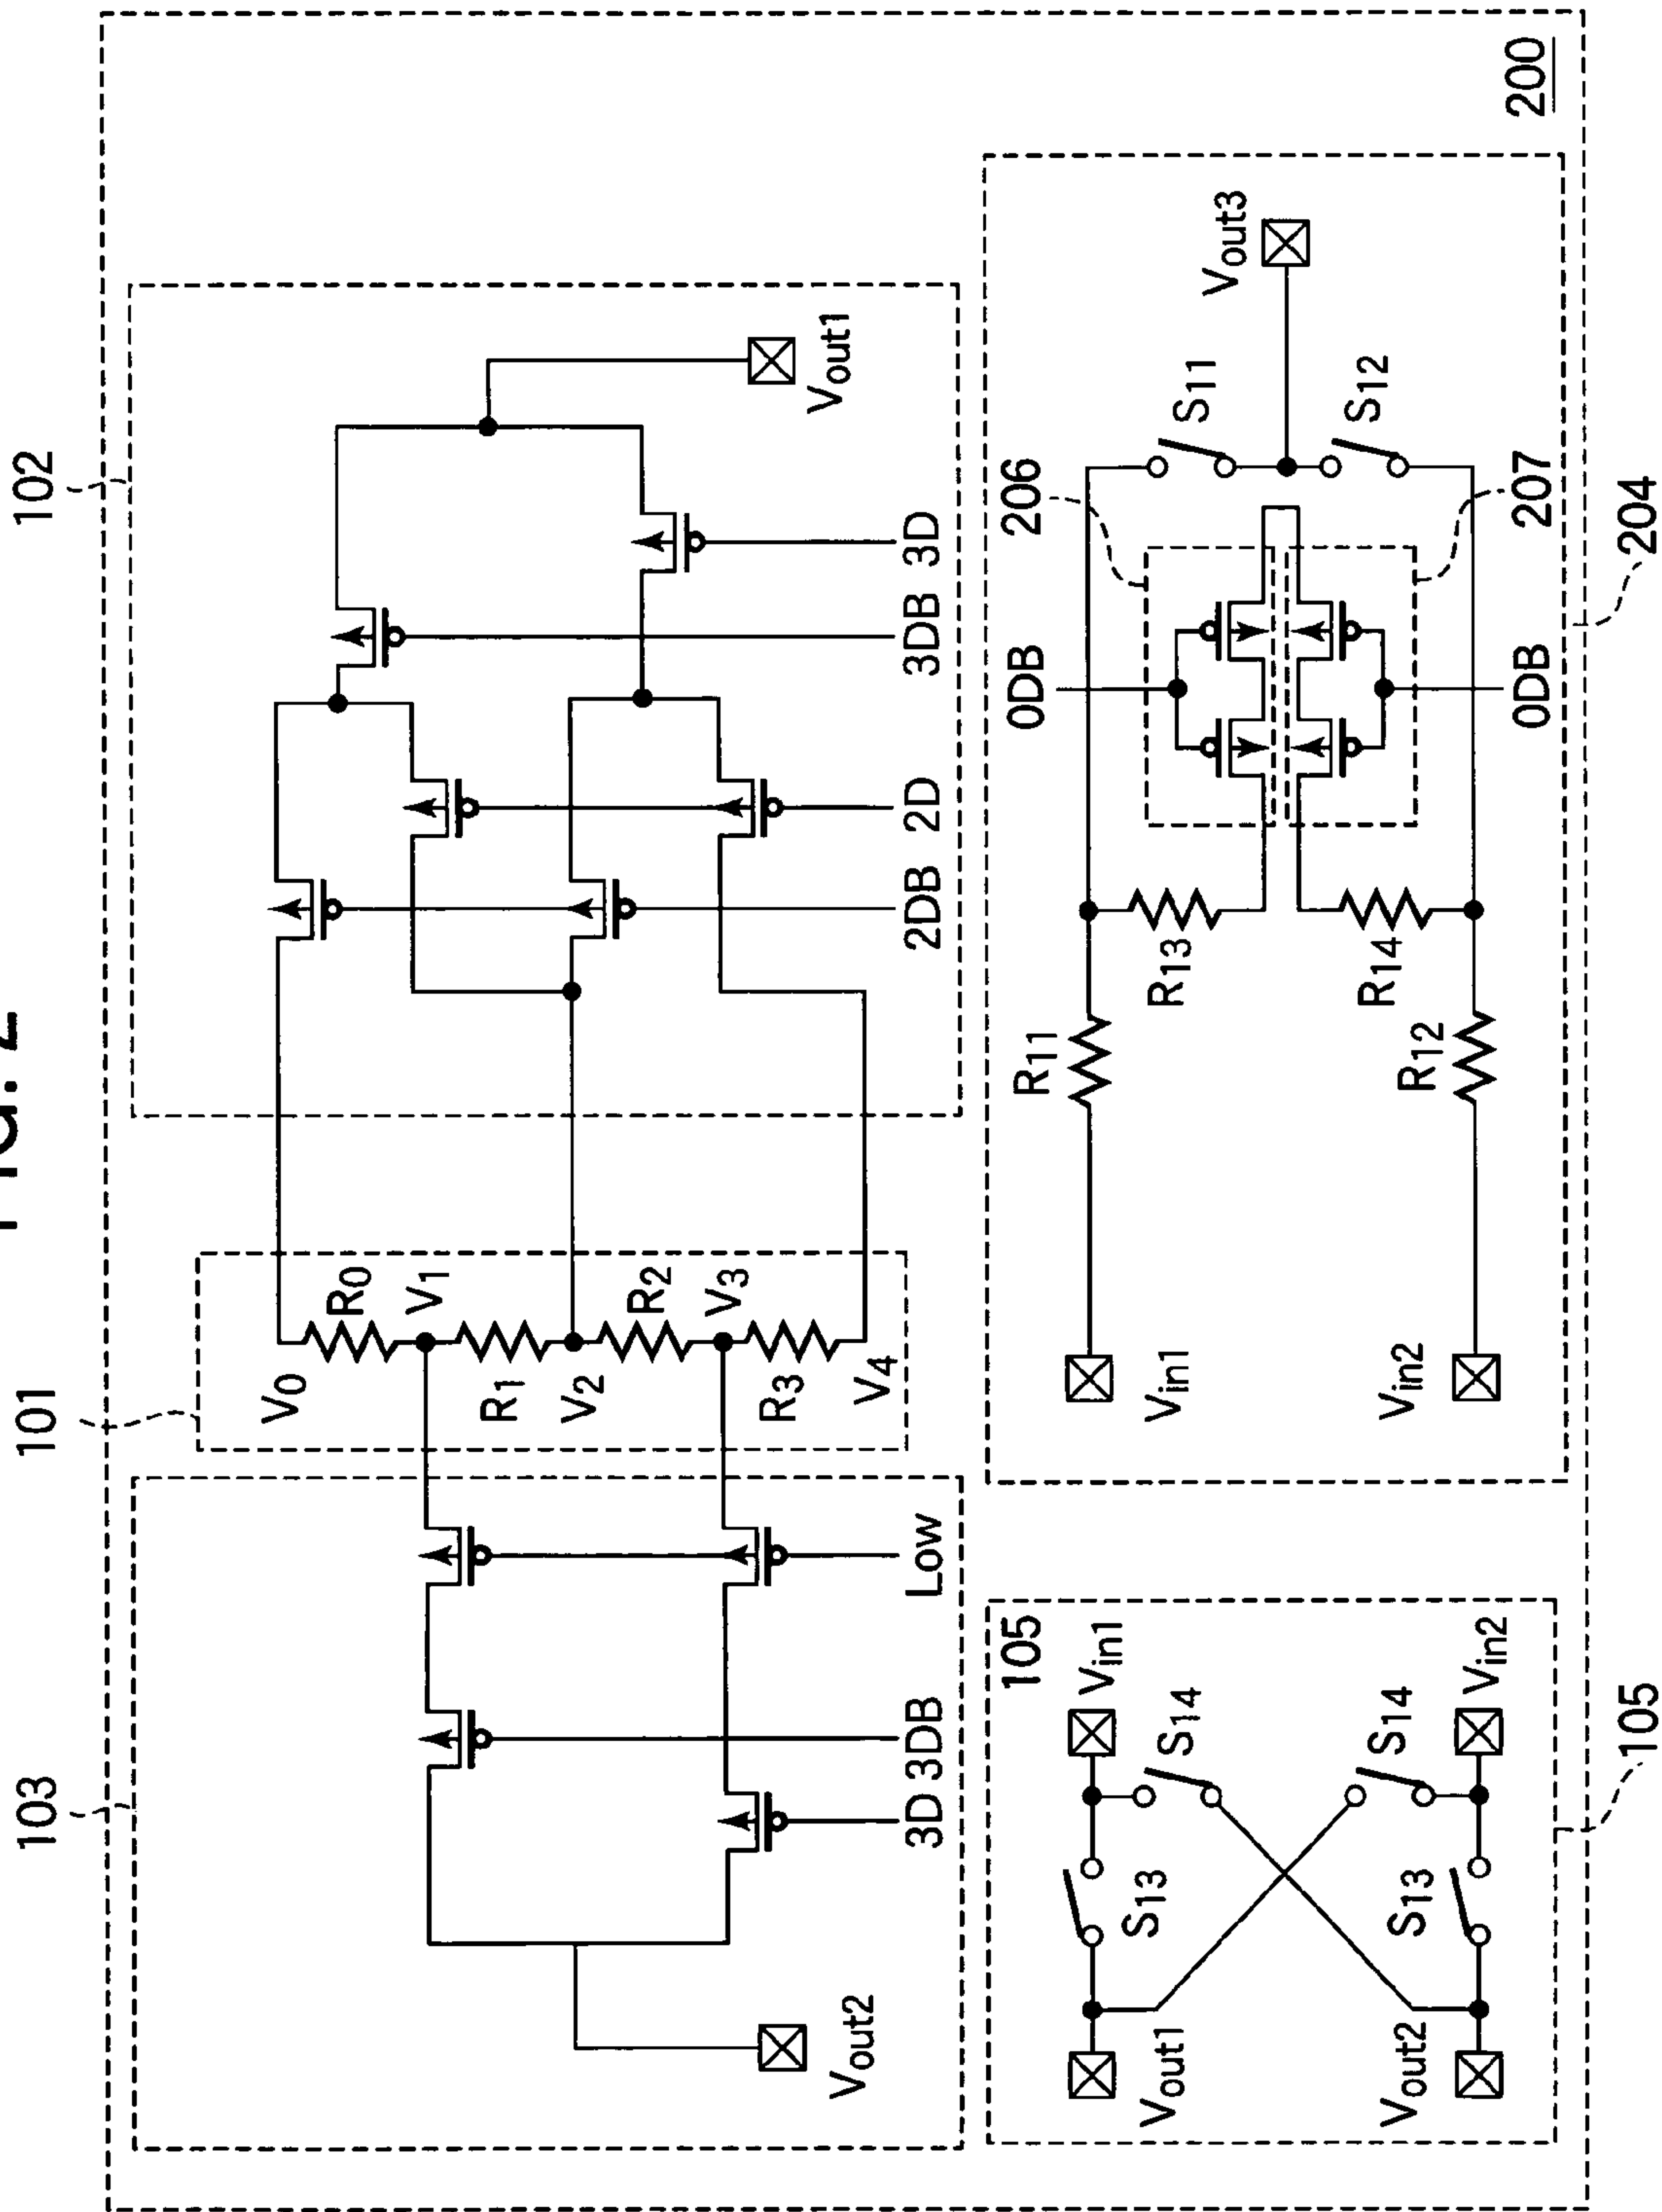 FIG. 2
103
101
102
V0
R0
V1
R1
V2
R2
V3
R3
V4
Vout2
3D
3DB
Low
2DB
2D
3DB
3D
Vout1
105
Vout1
S13
Vin1
S14
S14
Vout2
S13
Vin2
105
Vin1
R11
R13
0DB
206
S11
Vout3
Vin2
R12
R14
0DB
207
S12
204
200